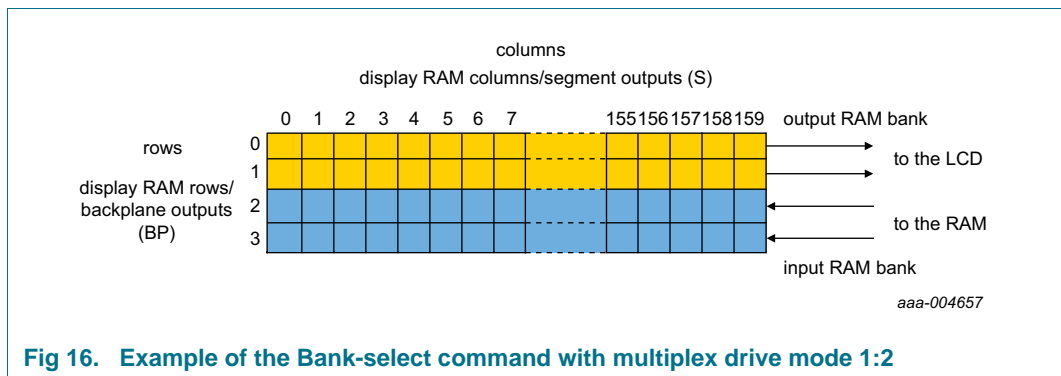 columns
display RAM columns/segment outputs (S)
0 1 2 3 4 5 6 7 155 156 157 158 159 output RAM bank
rows
0
to the LCD
1
display RAM rows/
backplane outputs
(BP)
2
to the RAM
3
input RAM bank
aaa-004657
Fig 16. Example of the Bank-select command with multiplex drive mode 1:2